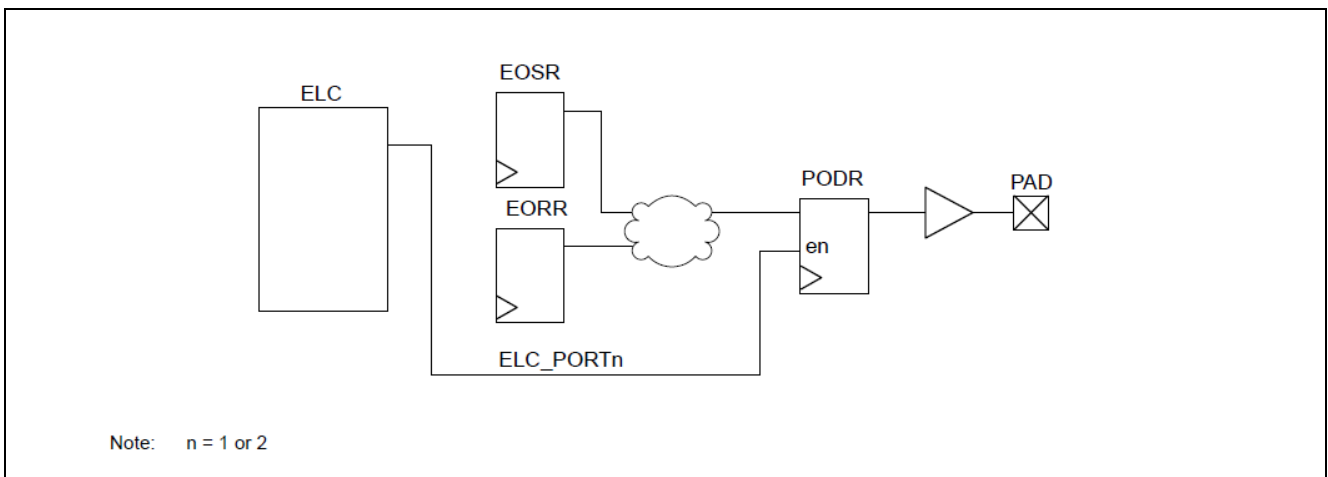 EOSR
ELC
PODR
PAD
EORR
en
ELC_PORTn
Note: n = 1 or 2